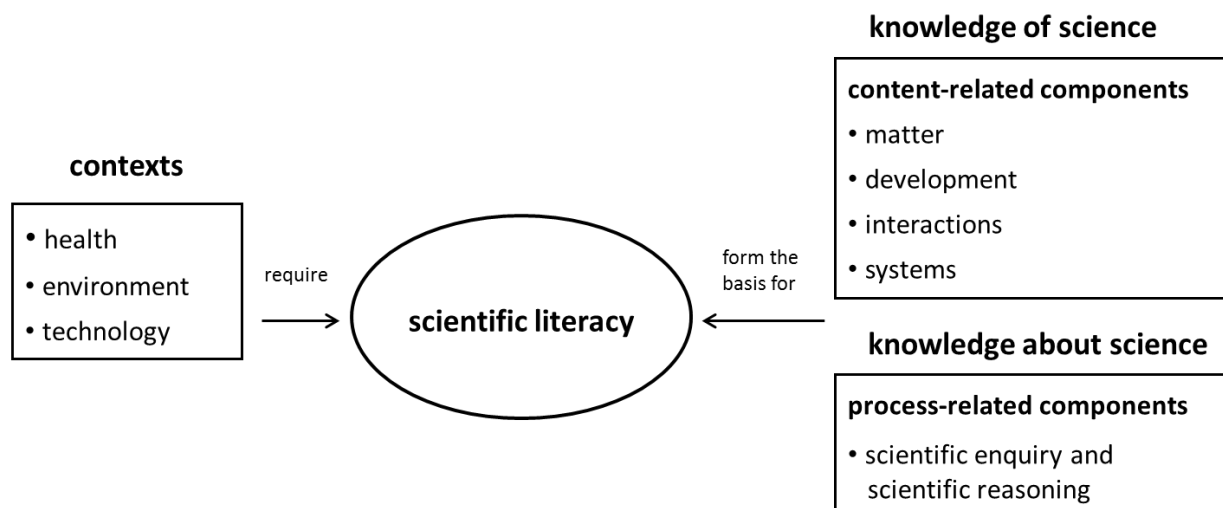 contexts
• health
• environment
• technology
require
scientific literacy
form the
basis for
knowledge of science
content-related components
• matter
• development
• interactions
• systems
knowledge about science
process-related components
• scientific enquiry and
scientific reasoning